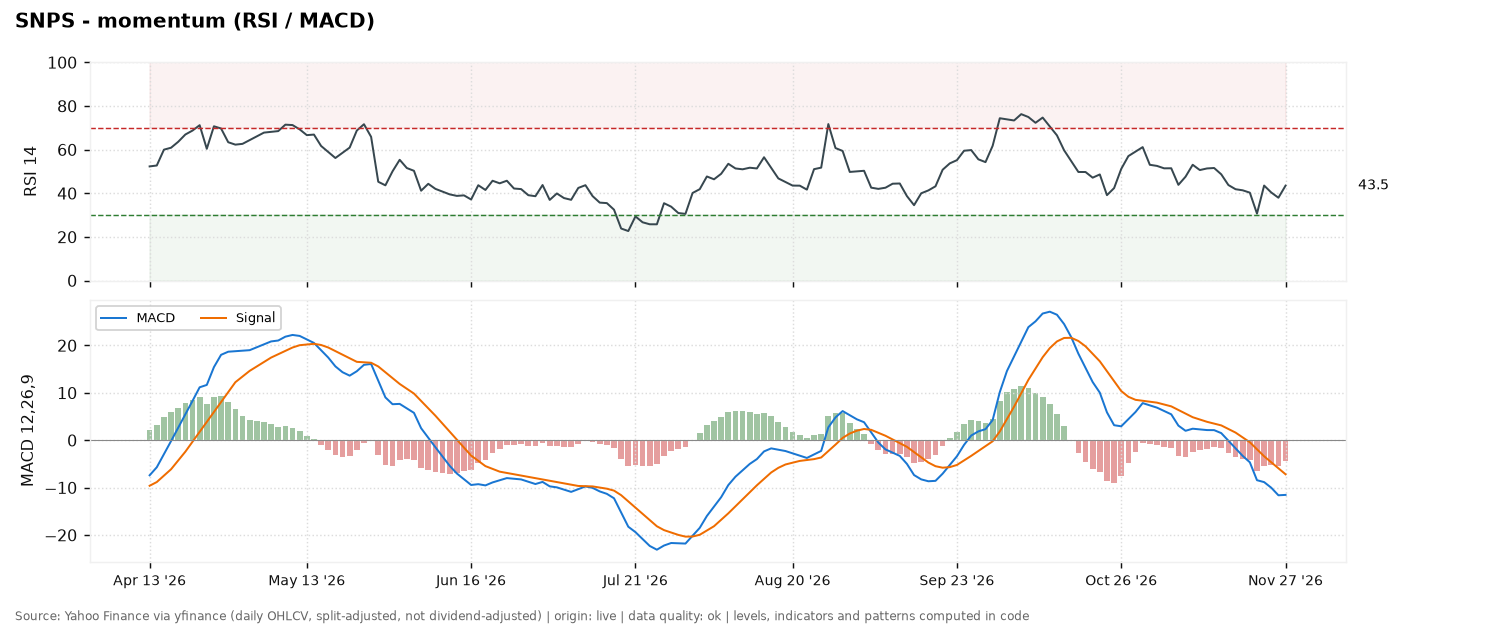 SNPS - momentum (RSI / MACD)
100
80
60
40
20
0
RSI 14
43.5
MACD
Signal
20
10
0
−10
−20
MACD 12,26,9
Apr 13 '26
May 13 '26
Jun 16 '26
Jul 21 '26
Aug 20 '26
Sep 23 '26
Oct 26 '26
Nov 27 '26
Source: Yahoo Finance via yfinance (daily OHLCV, split-adjusted, not dividend-adjusted) | origin: live | data quality: ok | levels, indicators and patterns computed in code